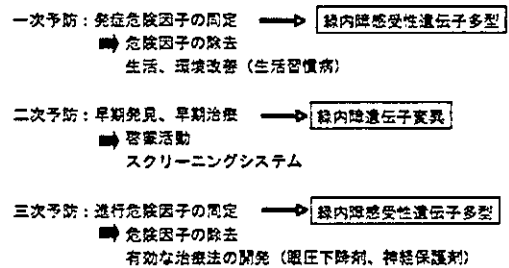 一次予防：発症危険因子の同定 緑内障感受性遺伝子多型
危険因子の除去
生活、環境改善（生活習慣病）
二次予防：早期発見、早期治療 緑内障遺伝子変異
啓蒙活動
スクリーニングシステム
三次予防：進行危険因子の同定 緑内障感受性遺伝子多型
危険因子の除去
有効な治療法の開発（眼圧下降剤、神経保護剤）